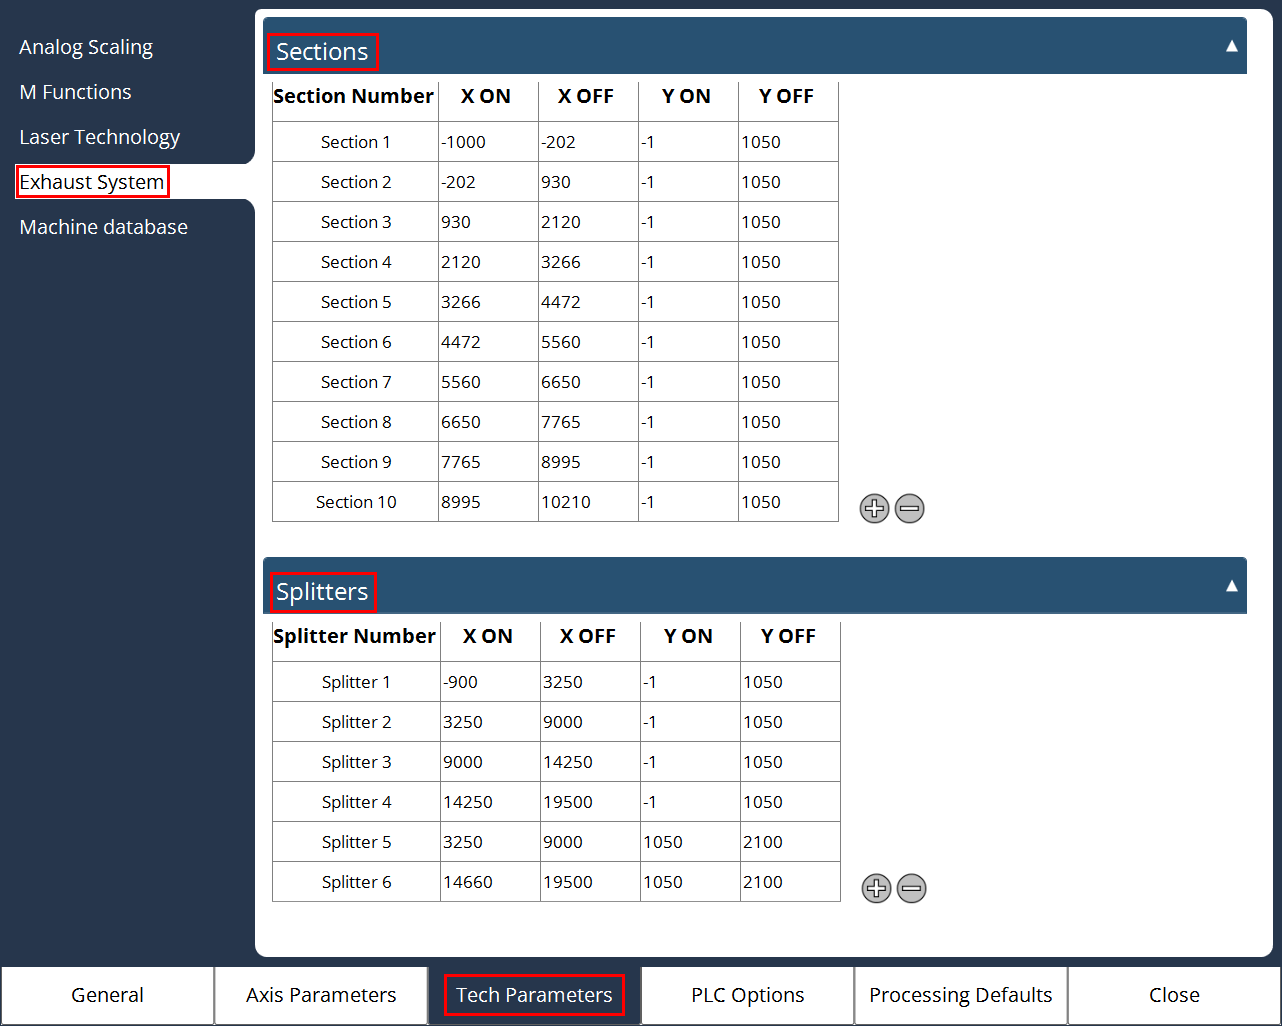 Analog Scaling
M Functions
Laser Technology
Exhaust System
Machine database
Sections
Section Number X ON X OFF Y ON Y OFF
Section 1 -1000 -202 -1 1050
Section 2 -202 930 -1 1050
Section 3 930 2120 -1 1050
Section 4 2120 3266 -1 1050
Section 5 3266 4472 -1 1050
Section 6 4472 5560 -1 1050
Section 7 5560 6650 -1 1050
Section 8 6650 7765 -1 1050
Section 9 7765 8995 -1 1050
Section 10 8995 10210 -1 1050
Splitters
Splitter Number X ON X OFF Y ON Y OFF
Splitter 1 -900 3250 -1 1050
Splitter 2 3250 9000 -1 1050
Splitter 3 9000 14250 -1 1050
Splitter 4 14250 19500 -1 1050
Splitter 5 3250 9000 1050 2100
Splitter 6 14660 19500 1050 2100
General Axis Parameters Tech Parameters PLC Options Processing Defaults Close